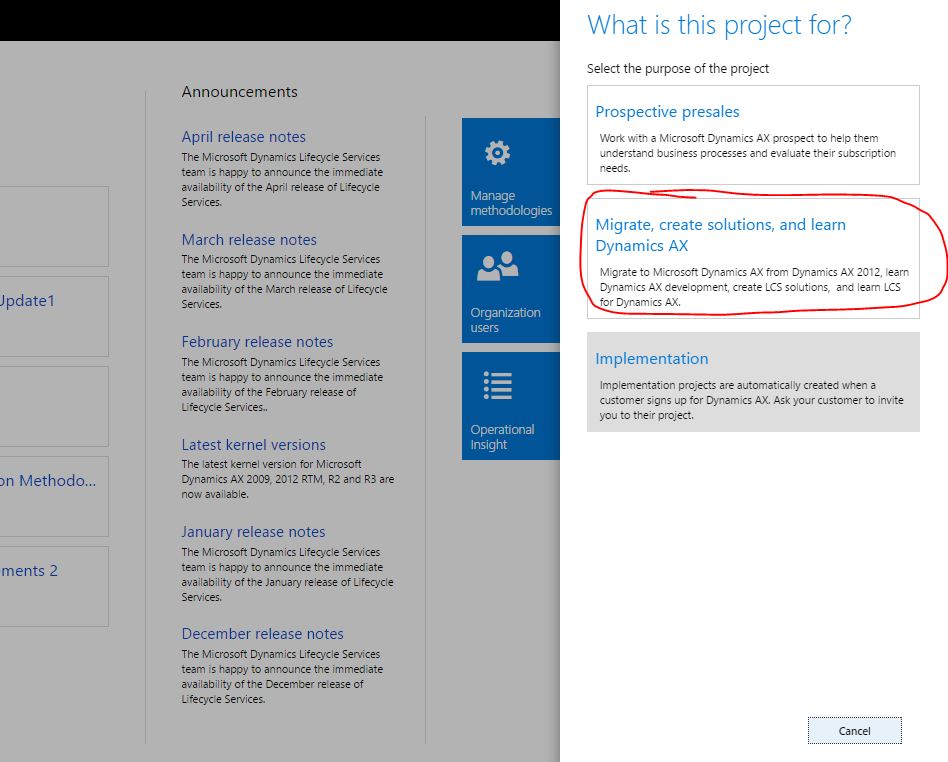 Announcements
April release notes
The Microsoft Dynamics Lifecycle Services
team is happy to announce the immediate
availability of the April release of Lifecycle
Services.
March release notes
The Microsoft Dynamics Lifecycle Services
team is happy to announce the immediate
availability of the March release of Lifecycle
Services.
February release notes
The Microsoft Dynamics Lifecycle Services
team is happy to announce the immediate
availability of the February release of
Lifecycle Services..
Latest kernel versions
The latest kernel version for Microsoft
Dynamics AX 2009, 2012 RTM, R2 and R3 are
now available.
January release notes
The Microsoft Dynamics Lifecycle Services
team is happy to announce the immediate
availability of the January release of Lifecycle
Services.
December release notes
The Microsoft Dynamics Lifecycle Services
team is happy to announce the immediate
availability of the December release of
Lifecycle Services.
Update1
on Methodo...
ements 2
Manage
methodologies
Organization
users
Operational
Insight
What is this project for?
Select the purpose of the project
Prospective presales
Work with a Microsoft Dynamics AX prospect to help them
understand business processes and evaluate their subscription
needs.
Migrate, create solutions, and learn
Dynamics AX
Migrate to Microsoft Dynamics AX from Dynamics AX 2012, learn
Dynamics AX development, create LCS solutions, and learn LCS
for Dynamics AX.
Implementation
Implementation projects are automatically created when a
customer signs up for Dynamics AX. Ask your customer to invite
you to their project.
Cancel